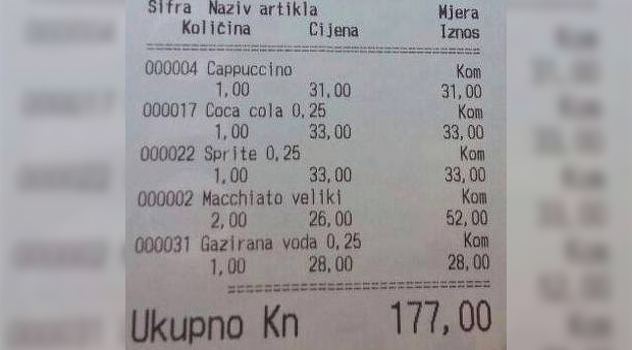 Sifra Naziv artikla Mjera
Količina Cijena Iznos
000004 Cappuccino Kom
1,00 31,00 31,00
000017 Coca cola 0,25 Kom
1,00 33,00 33,00
000022 Sprite 0,25 Kom
1,00 33,00 33,00
000002 Macchiato veliki Kom
2,00 26,00 52,00
000031 Gazirana voda 0,25 Kom
1,00 28,00 28,00
Ukupno Kn 177,00